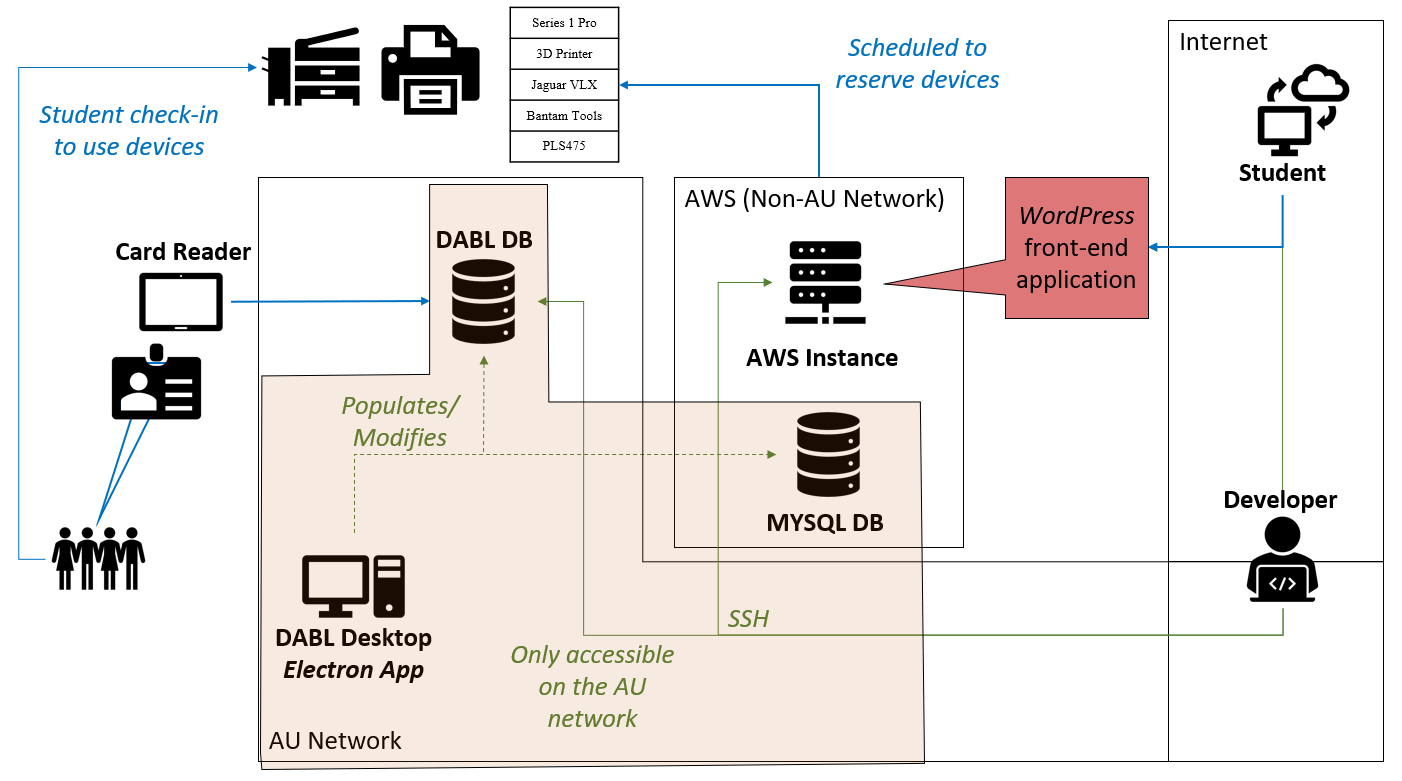 Series 1 Pro
3D Printer
Jaguar VLX
Bantam Tools
PLS475
Scheduled to
reserve devices
Internet
Student check-in
to use devices
Student
AWS (Non-AU Network)
WordPress
front-end
application
DABL DB
Card Reader
AWS Instance
Populates/
Modifies
MYSQL DB
Developer
</>
SSH
DABL Desktop
Electron App
Only accessible
on the AU
network
AU Network